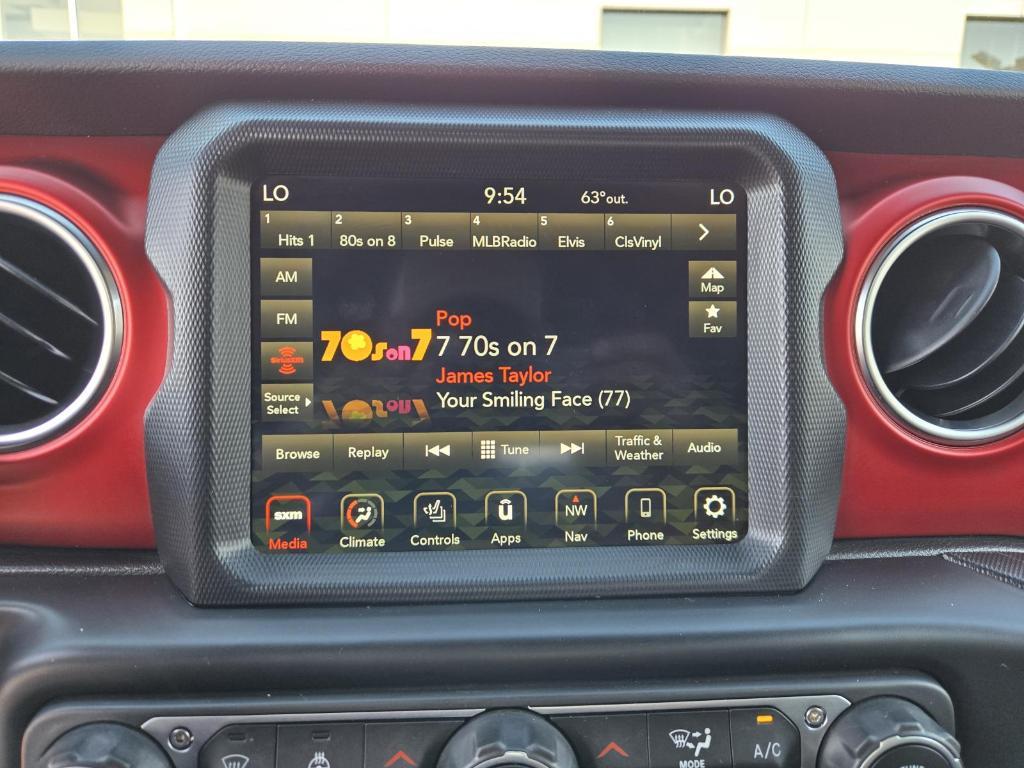 LO 9:54 63°out. LO
1 2 3 4 5 6
Hits 1 80s on 8 Pulse MLBRadio Elvis ClsVinyl
AM
Map
FM
Fav
siriusxm
Source
Select
70s on 7
Pop
7 70s on 7
James Taylor
Your Smiling Face (77)
Browse Replay Tune Traffic &
Weather Audio
sxm
NW
Media Climate Controls Apps Nav Phone Settings
MODE
A/C